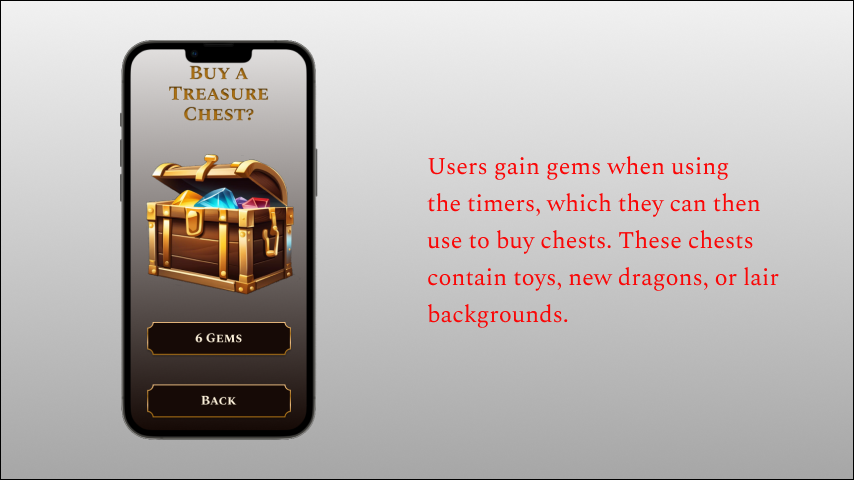 Buy a
Treasure
Chest?
6 Gems
Back
Users gain gems when using
the timers, which they can then
use to buy chests. These chests
contain toys, new dragons, or lair
backgrounds.